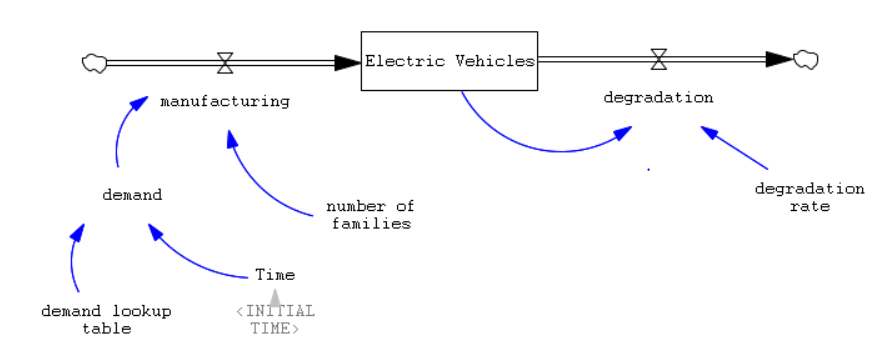 Electric Vehicles
manufacturing
degradation
demand
number of
families
degradation
rate
Time
demand lookup
table
<INITIAL
TIME>